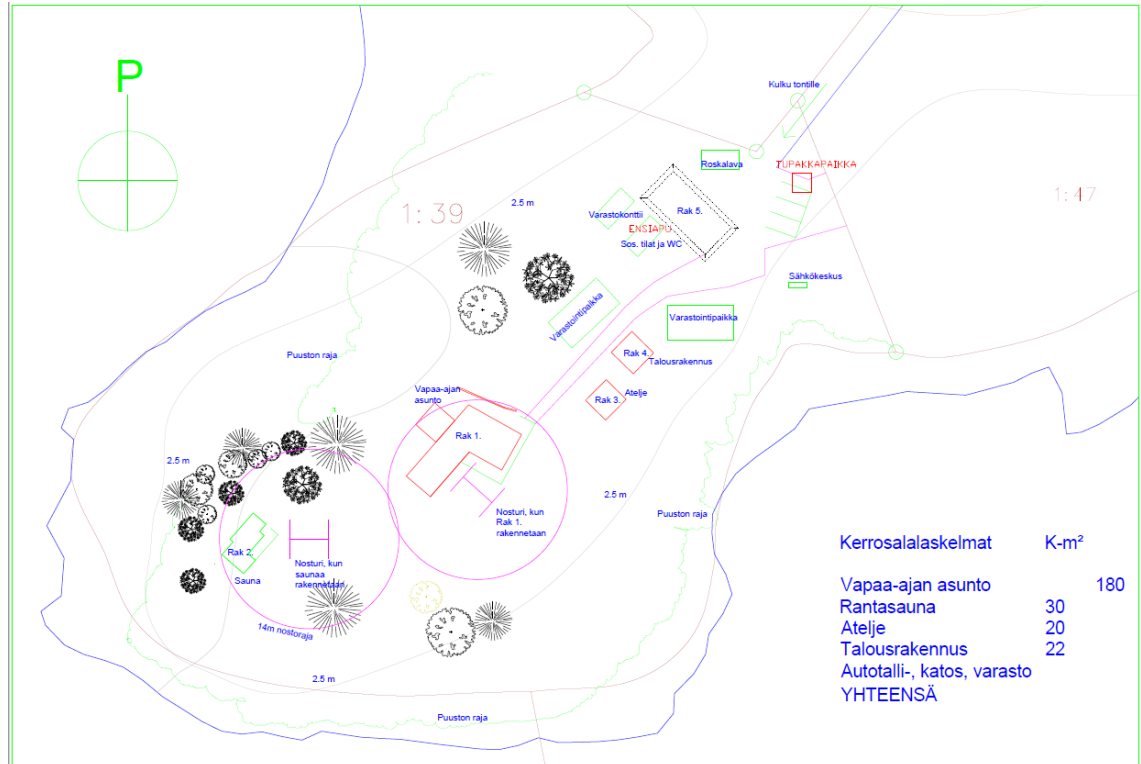 P
Kulku tontille
Roskalava
TUPAKKAPAIKKA
1:39
2.5 m
1:47
Varastokonttii
Rak 5.
ENSIAPU
Sos. tilat ja WC
Sähkökeskus
Varastointipaikka
Varastointipaikka
Puuston raja
Rak 4.
Talousrakennus
Vapaa-ajan
asunto
Atelje
Rak 3.
Rak 1.
2.5 m
2.5 m
Nosturi, kun
Rak 1.
rakennetaan
Puuston raja
Rak 2.
Sauna
Nosturi, kun
saunaa
rakennetaan
14m nostoraja
2.5 m
Puuston raja
Kerrosalalaskelmat K-m²
Vapaa-ajan asunto 180
Rantasauna 30
Atelje 20
Talousrakennus 22
Autotalli-, katos, varasto
YHTEENSÄ